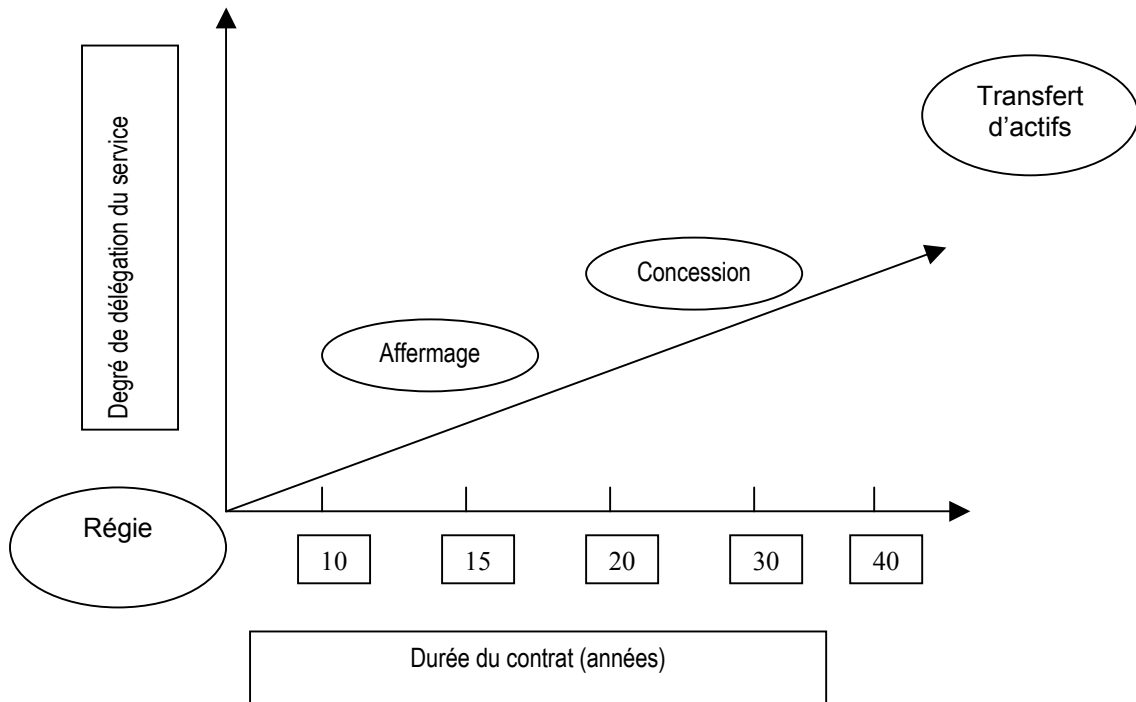 Degré de délégation du service
Transfert
d’actifs
Concession
Affermage
Régie
10
15
20
30
40
Durée du contrat (années)